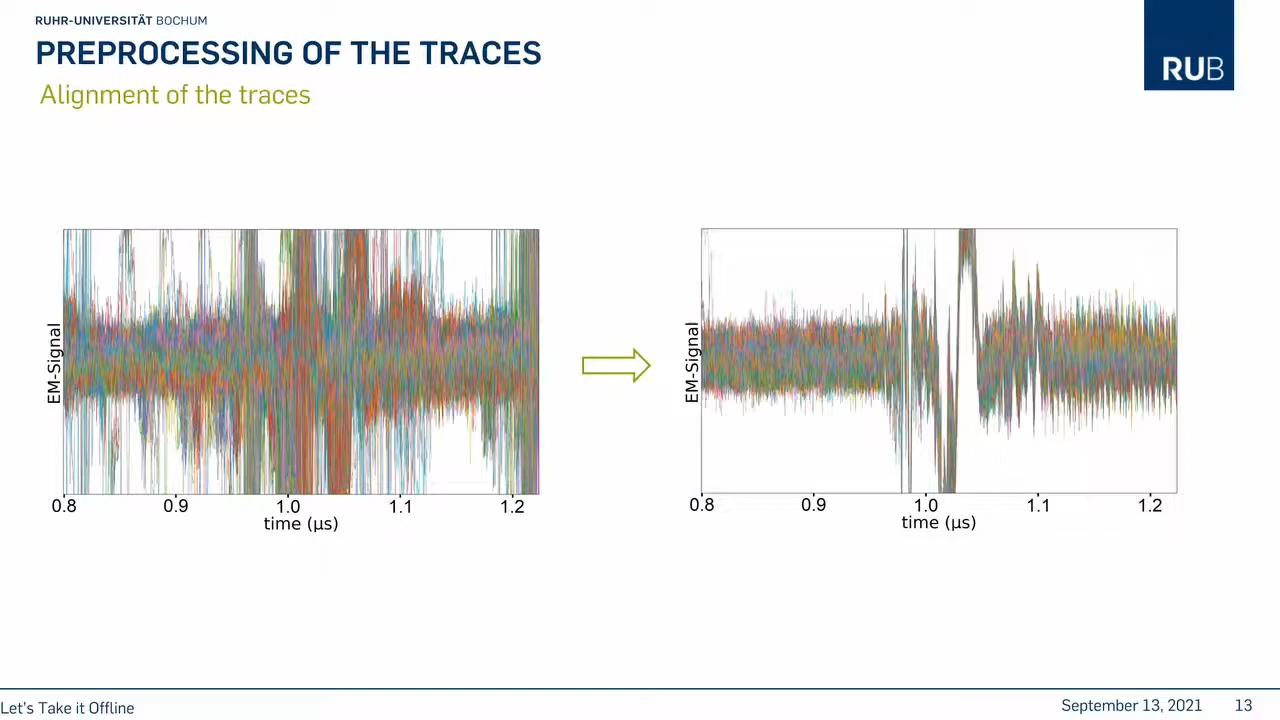 RUHR-UNIVERSITÄT BOCHUM
PREPROCESSING OF THE TRACES
Alignment of the traces
RUB
EM-Signal
0.8 0.9 1.0 1.1 1.2
time (μs)
EM-Signal
0.8 0.9 1.0 1.1 1.2
time (μs)
Let's Take it Offline
September 13, 2021 13